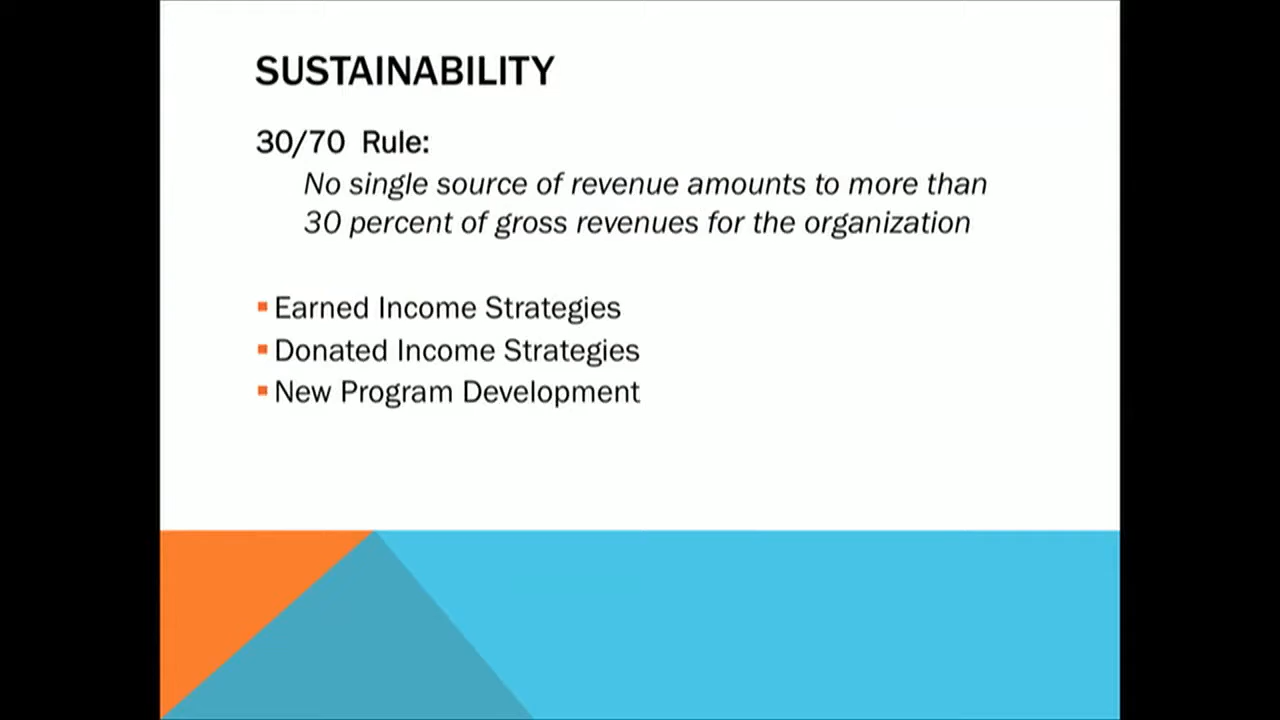 SUSTAINABILITY
30/70 Rule:
No single source of revenue amounts to more than
30 percent of gross revenues for the organization
▪ Earned Income Strategies
▪ Donated Income Strategies
▪ New Program Development